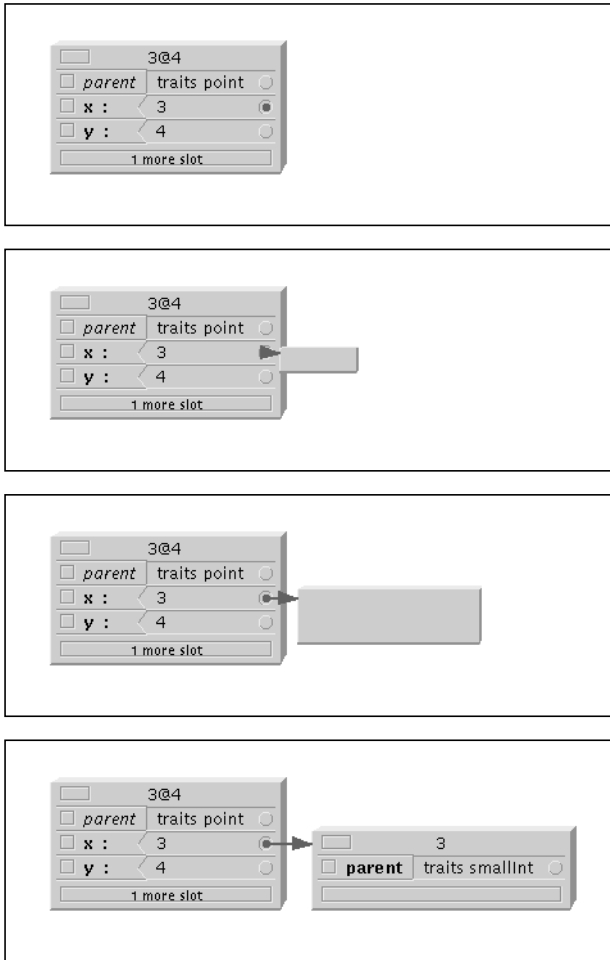 3@4
parent traits point
x : 3
y : 4
1 more slot
3@4
parent traits point
x : 3
y : 4
1 more slot
3@4
parent traits point
x : 3
y : 4
1 more slot
3@4
parent traits point
x : 3
y : 4
1 more slot
3
parent traits smallInt